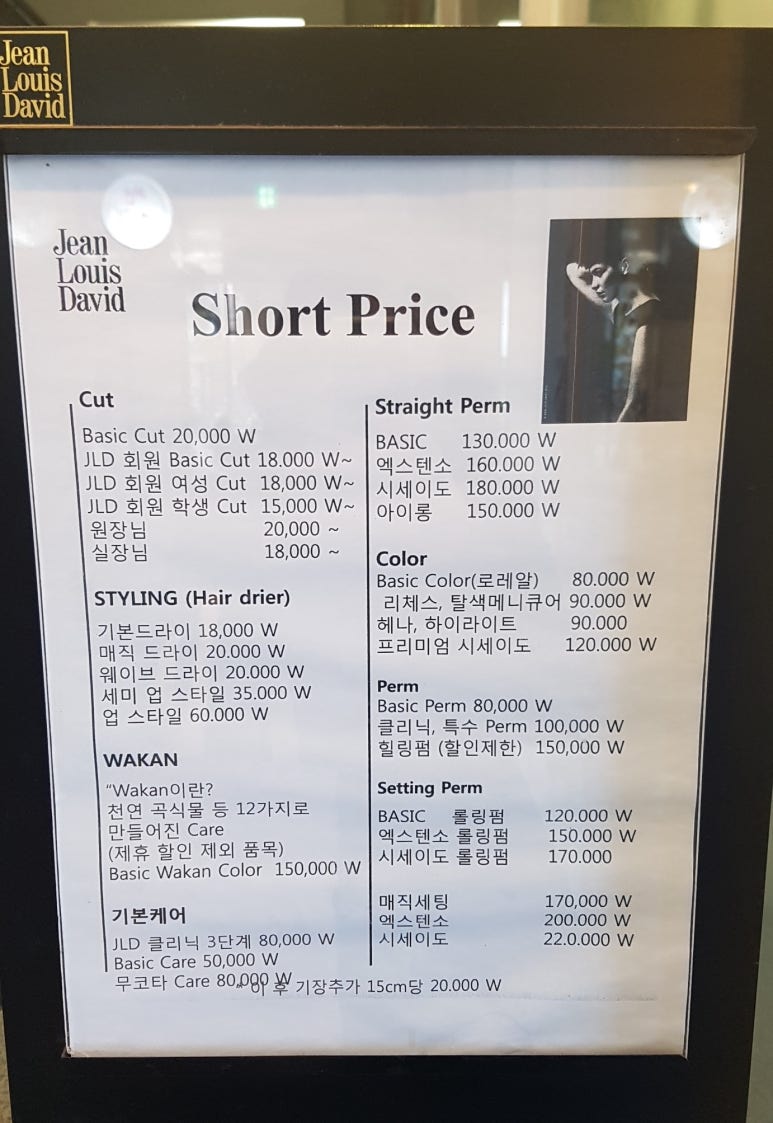 Jean
Louis
David
Jean
Louis
David
Short Price
Cut
Basic Cut 20,000 W
JLD 회원 Basic Cut 18.000 W~
JLD 회원 여성 Cut 18,000 W~
JLD 회원 학생 Cut 15,000 W~
원장님 20,000 ~
실장님 18,000 ~
STYLING (Hair drier)
기본드라이 18,000 W
매직 드라이 20.000 W
웨이브 드라이 20.000 W
세미 업 스타일 35.000 W
업 스타일 60.000 W
WAKAN
“Wakan이란?
천연 곡식물 등 12가지로
만들어진 Care
(제휴 할인 제외 품목)
Basic Wakan Color 150,000 W
기본케어
JLD 클리닉 3단계 80,000 W
Basic Care 50,000 W
무코타 Care 80,000 W
Straight Perm
BASIC 130.000 W
엑스텐소 160.000 W
시세이도 180.000 W
아이롱 150.000 W
Color
Basic Color(로레알) 80.000 W
리체스, 탈색메니큐어 90.000 W
헤나, 하이라이트 90.000
프리미엄 시세이도 120.000 W
Perm
Basic Perm 80,000 W
클리닉, 특수 Perm 100,000 W
힐링펌 (할인제한) 150,000 W
Setting Perm
BASIC 롤링펌 120.000 W
엑스텐소 롤링펌 150.000 W
시세이도 롤링펌 170.000
매직세팅 170,000 W
엑스텐소 200.000 W
시세이도 22.0.000 W
* 이 후 기장추가 15cm당 20.000 W